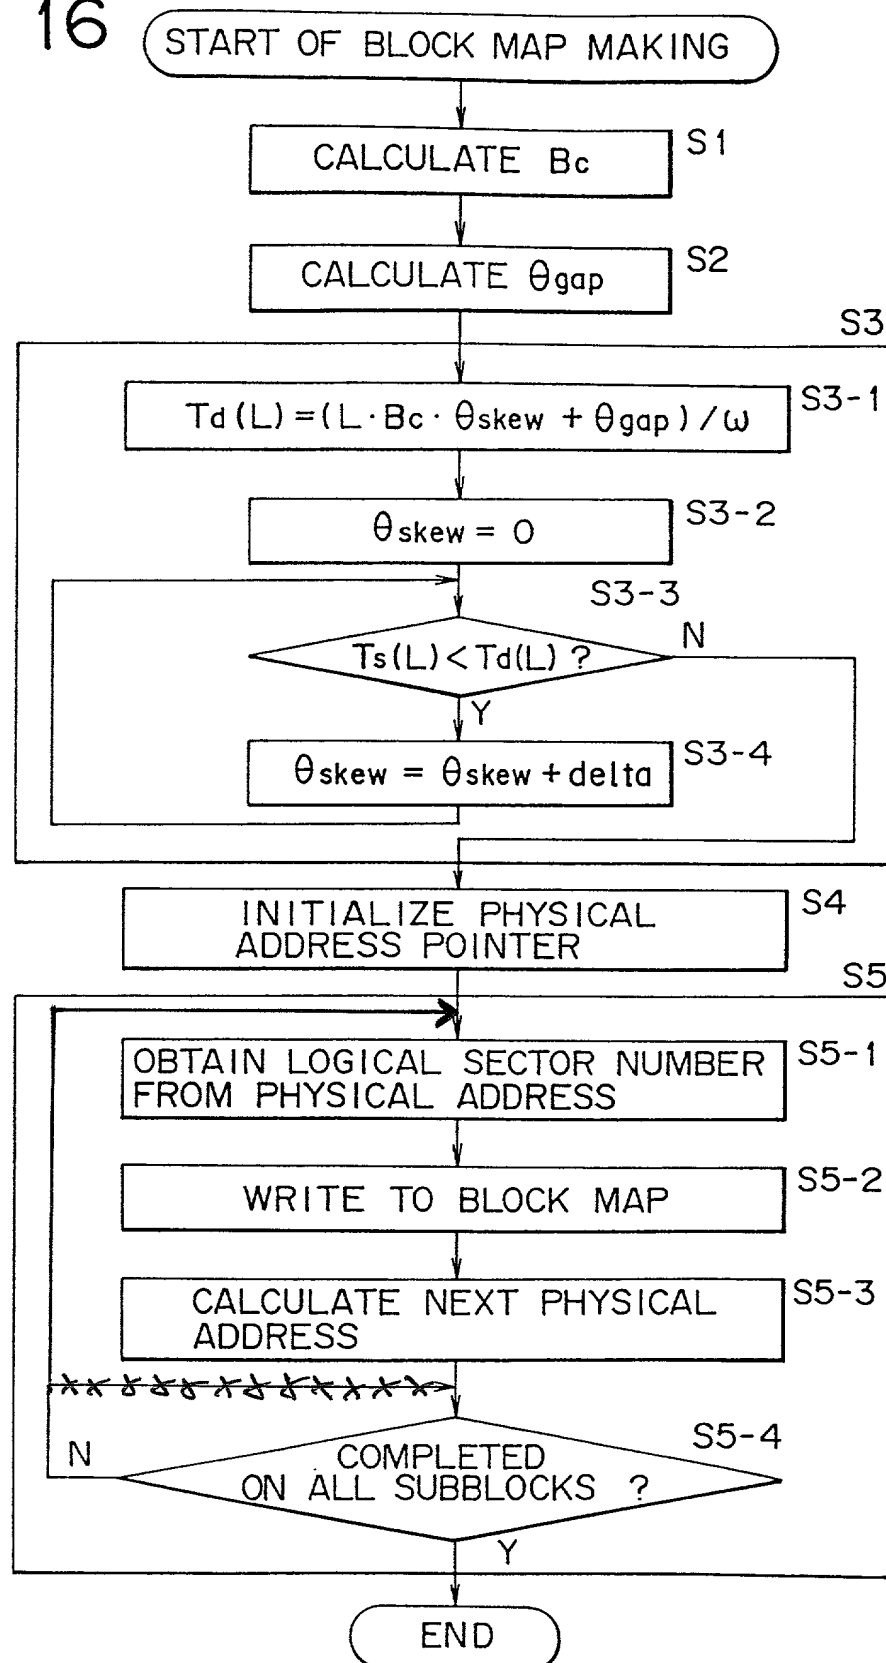 16
START OF BLOCK MAP MAKING
CALCULATE Bc
S1
CALCULATE θgap
S2
S3
Td(L)=(L·Bc·θskew + θgap)/ω
S3-1
θskew = 0
S3-2
S3-3
Ts(L)<Td(L)?
N
Y
θskew = θskew+delta
S3-4
INITIALIZE PHYSICAL
ADDRESS POINTER
S4
S5
OBTAIN LOGICAL SECTOR NUMBER
FROM PHYSICAL ADDRESS
S5-1
WRITE TO BLOCK MAP
S5-2
CALCULATE NEXT PHYSICAL
ADDRESS
S5-3
COMPLETED
ON ALL SUBBLOCKS ?
S5-4
N
Y
END